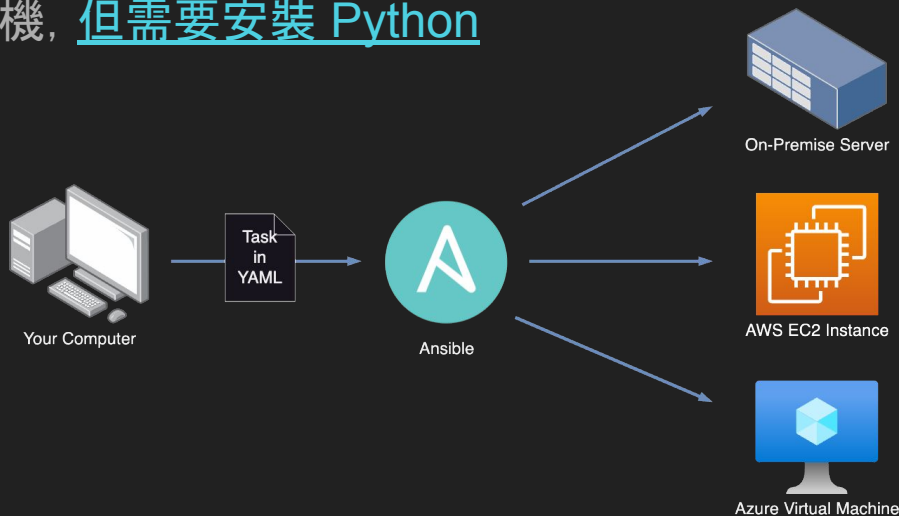 機, 但需要安裝 Python
On-Premise Server
Task
in
YAML
Your Computer
Ansible
AWS EC2 Instance
Azure Virtual Machine